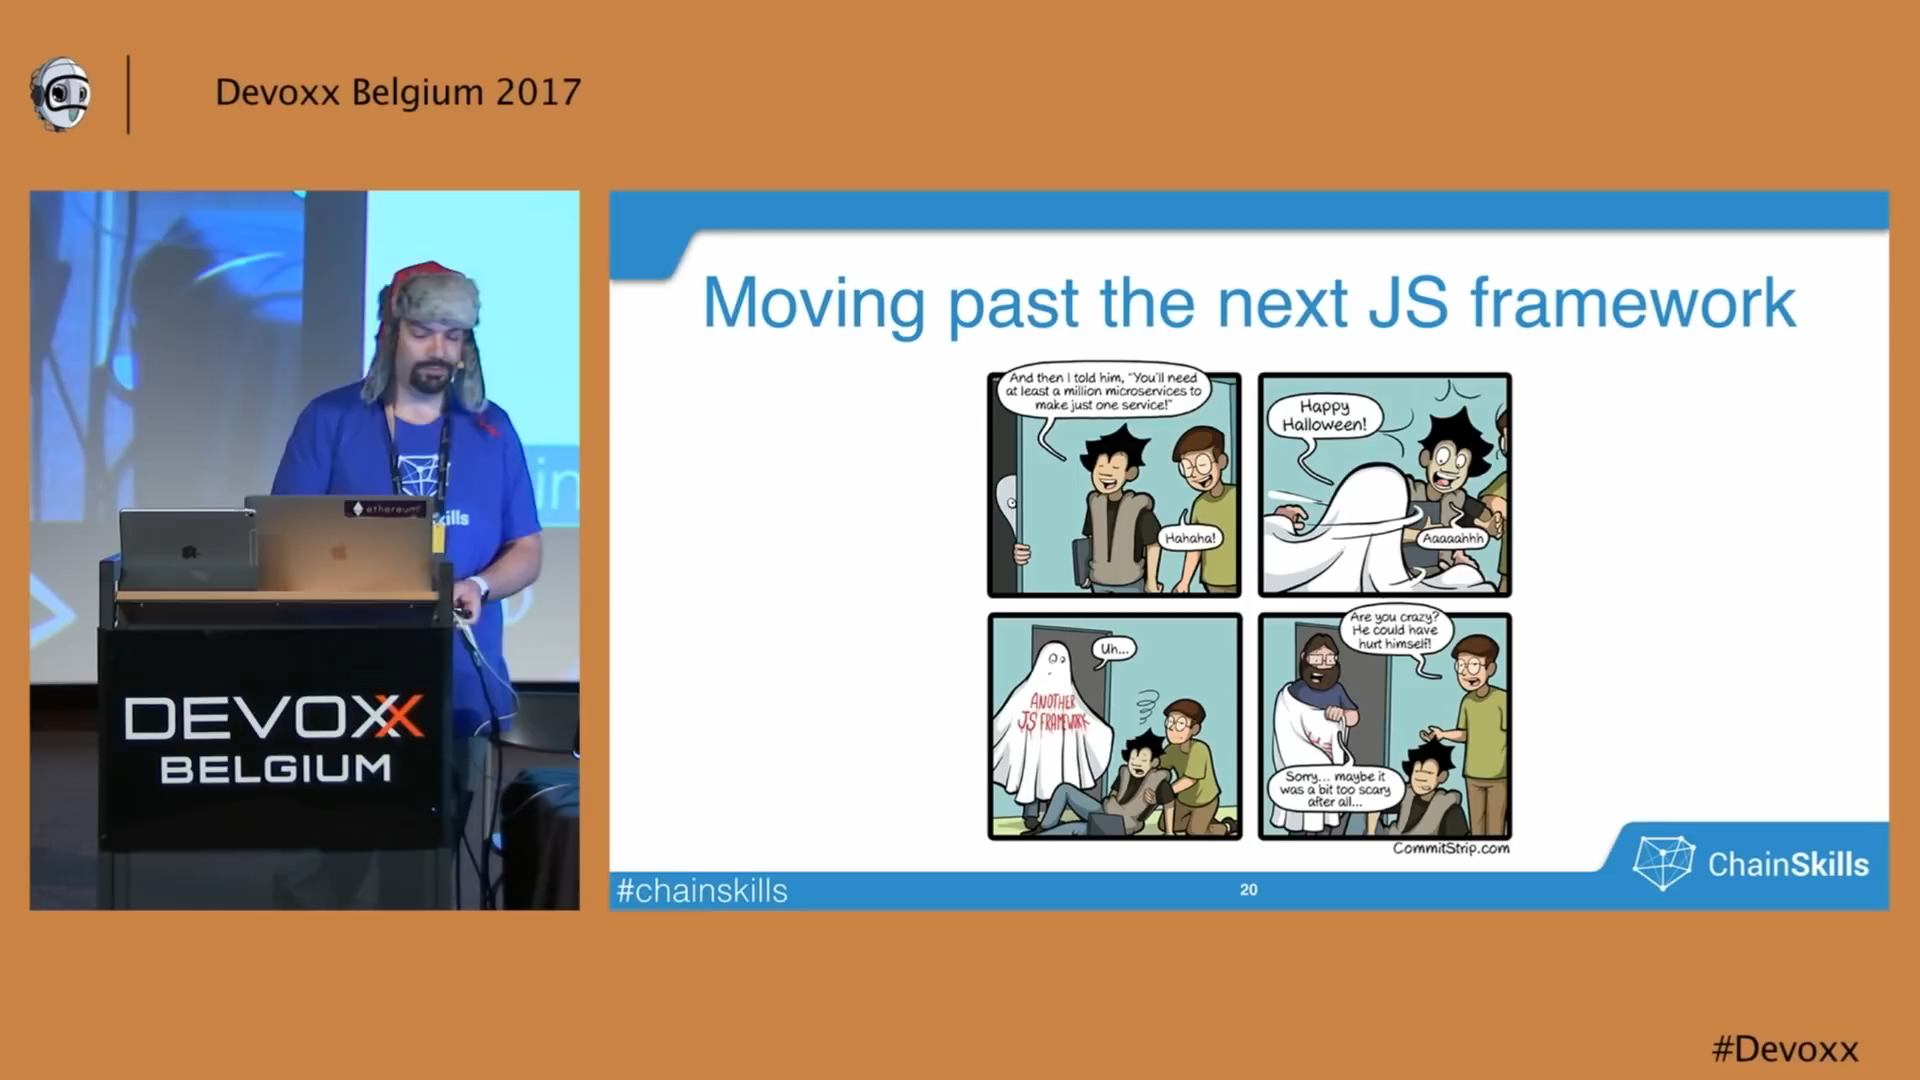 Devoxx Belgium 2017
ethereum
kills
in
DEVOXX
BELGIUM
Moving past the next JS framework
And then I told him, "You'll need
at least a million microservices to
make just one service!"
Hahaha!
Happy
Halloween!
Aaaaahhh
Uh...
ANOTHER
JS FRAMEWORK
Are you crazy?
He could have
hurt himself!
Sorry... maybe it
was a bit too scary
after all...
CommitStrip.com
#chainskills
20
ChainSkills
#Devoxx